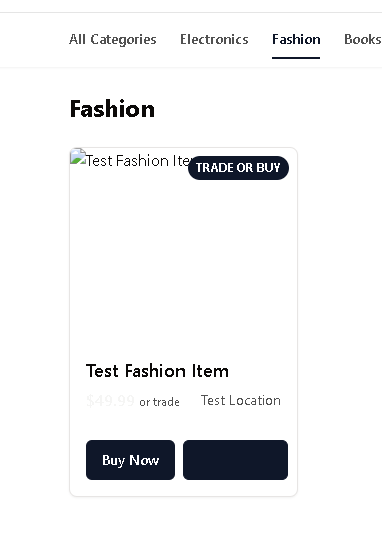 All Categories Electronics Fashion Books
Fashion
Test Fashion Item
TRADE OR BUY
Test Fashion Item
$49.99 or trade Test Location
Buy Now